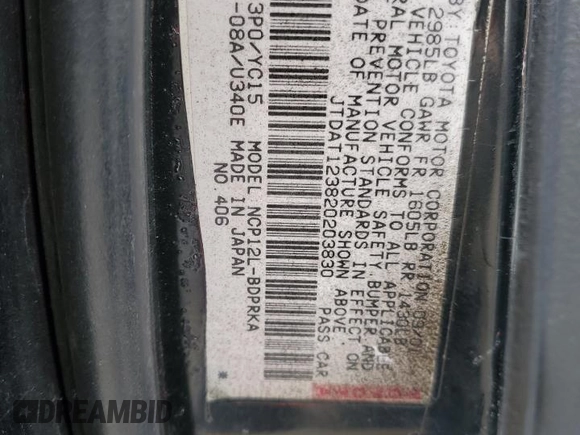 BY: TOYOTA MOTOR CORPORATION 09/01
2985LB GAWR FR 1605LB RR 1430LB
VEHICLE CONFORMS TO ALL APPLICABLE
RAL MOTOR VEHICLE SAFETY, BUMPER AND
PREVENTION STANDARDS IN EFFECT ON
DATE OF MANUFACTURE SHOWN ABOVE.
JTDAT123820203830 PASS CAR
3P0/YC15 MODEL NCP12L-BDPRKA
-08A/U340E MADE IN JAPAN
NO. 406
*
DREAMBID